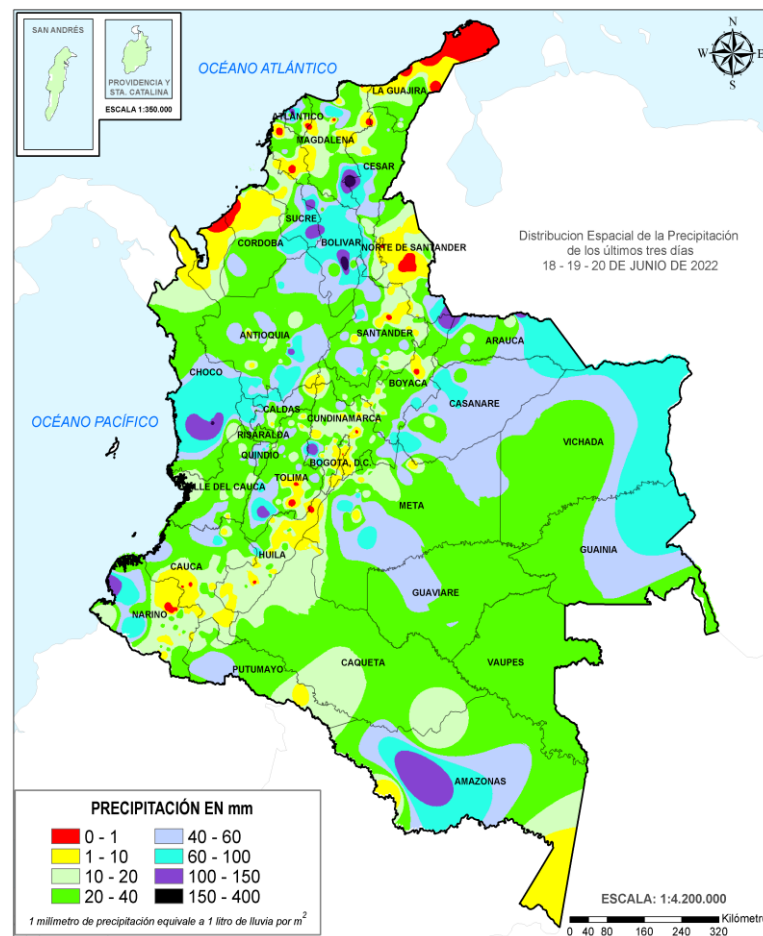 SAN ANDRÉS
PROVIDENCIA Y
STA. CATALINA
ESCALA 1:350.000
OCÉANO ATLÁNTICO
N
W
E
S
LA GUAJIRA
ATLÁNTICO
MAGDALENA
CESAR
SUCRE
CORDOBA
BOLIVAR
NORTE DE SANTANDER
Distribucion Espacial de la Precipitación
de los últimos tres días
18 - 19 - 20 DE JUNIO DE 2022
ANTIOQUIA
SANTANDER
ARAUCA
CHOCO
BOYACA
CASANARE
OCÉANO PACÍFICO
CALDAS
CUNDINAMARCA
RISARALDA
VICHADA
QUINDIO
BOGOTA, D.C.
TOLIMA
VALLE DEL CAUCA
META
GUAINIA
HUILA
CAUCA
GUAVIARE
NARINO
CAQUETA
VAUPES
PUTUMAYO
AMAZONAS
PRECIPITACIÓN EN mm
0 - 1
40 - 60
1 - 10
60 - 100
10 - 20
100 - 150
20 - 40
150 - 400
1 milímetro de precipitación equivale a 1 litro de lluvia por m2
ESCALA: 1:4.200.000
Kilóme
0 40 80 160 240 320